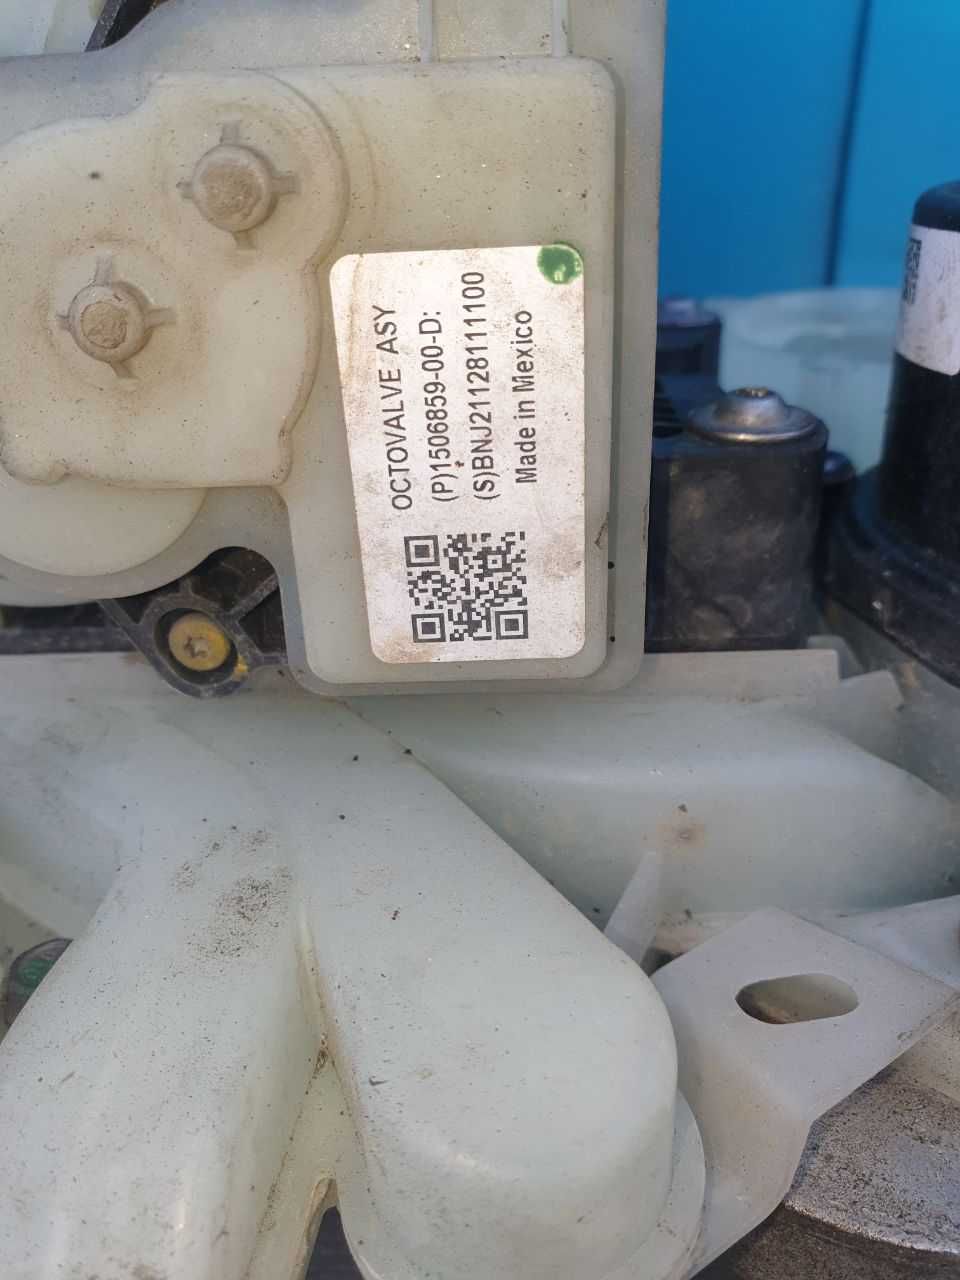 OCTOVALVE ASY
(P)1506859-00-D:
(S)BNJ21128111100
Made in Mexico